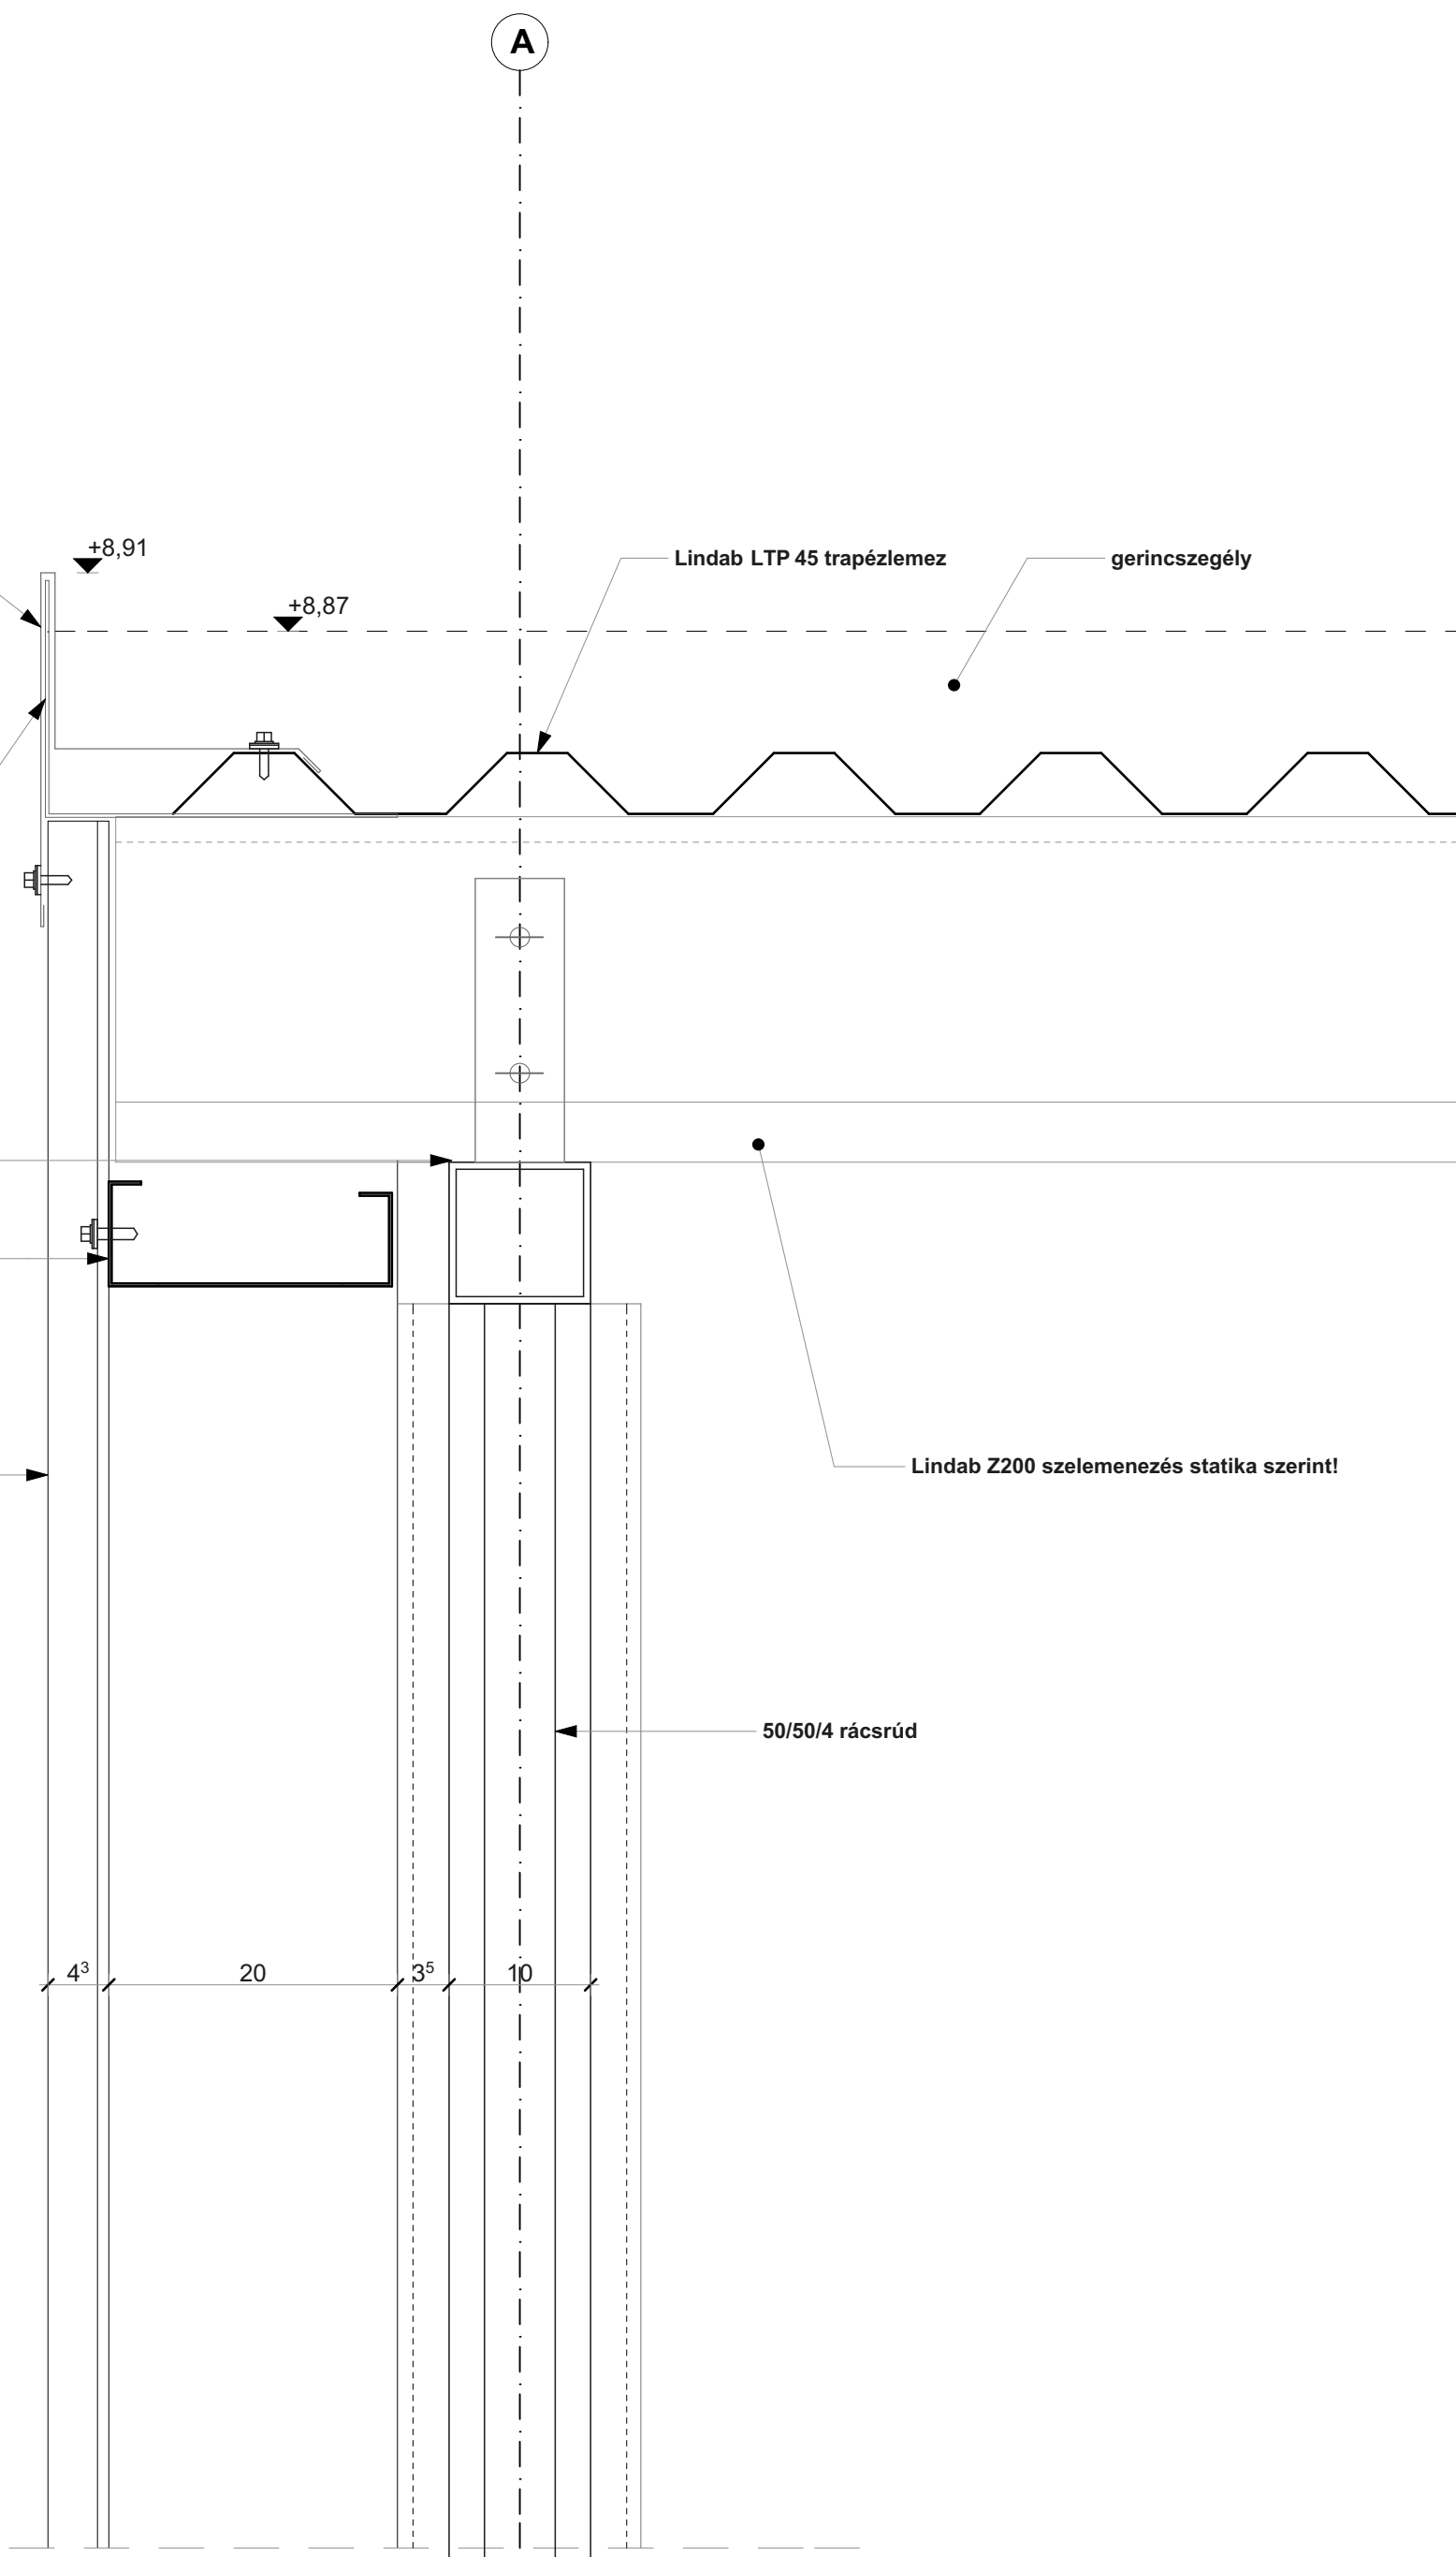 A
+8,91
Lindab LTP 45 trapézlemez
gerincszegély
+8,87
Lindab Z200 szelemenezés statika szerint!
50/50/4 rácsrúd
4³ 20 3⁵ 10